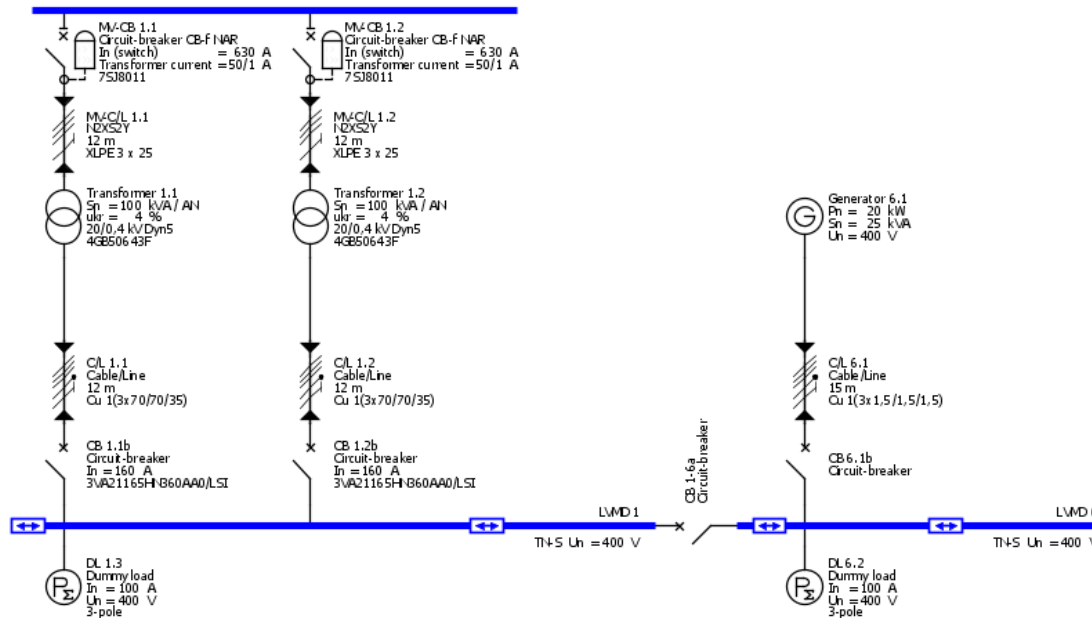 MV-CB 1.1
Circuit-breaker CB-f NAR
In (switch) = 630 A
Transformer current = 50/1 A
7SJ8011
MV-CB 1.2
Circuit-breaker CB-f NAR
In (switch) = 630 A
Transformer current = 50/1 A
7SJ8011
MV-C/L 1.1
N2XS2Y
12 m
XLPE 3 x 25
MV-C/L 1.2
N2XS2Y
12 m
XLPE 3 x 25
Transformer 1.1
Sn = 100 kVA / AN
ukr = 4 %
20/0,4 kV Dyn5
4GB50643F
Transformer 1.2
Sn = 100 kVA / AN
ukr = 4 %
20/0,4 kV Dyn5
4GB50643F
G
Generator 6.1
Pn = 20 kW
Sn = 25 kVA
Un = 400 V
C/L 1.1
Cable/Line
12 m
Cu 1(3x70/70/35)
C/L 1.2
Cable/Line
12 m
Cu 1(3x70/70/35)
C/L 6.1
Cable/Line
15 m
Cu 1(3x1,5/1,5/1,5)
CB 1.1b
Circuit-breaker
In = 160 A
3VA21165HN360AA0/LSI
CB 1.2b
Circuit-breaker
In = 160 A
3VA21165HN360AA0/LSI
CB 1-6a
Circuit-breaker
CB 6.1b
Circuit-breaker
LVMD 1
TN-S Un = 400 V
LVMD
TN-S Un = 400 V
PΣ
DL 1.3
Dummy load
In = 100 A
Un = 400 V
3-pole
PΣ
DL 6.2
Dummy load
In = 100 A
Un = 400 V
3-pole